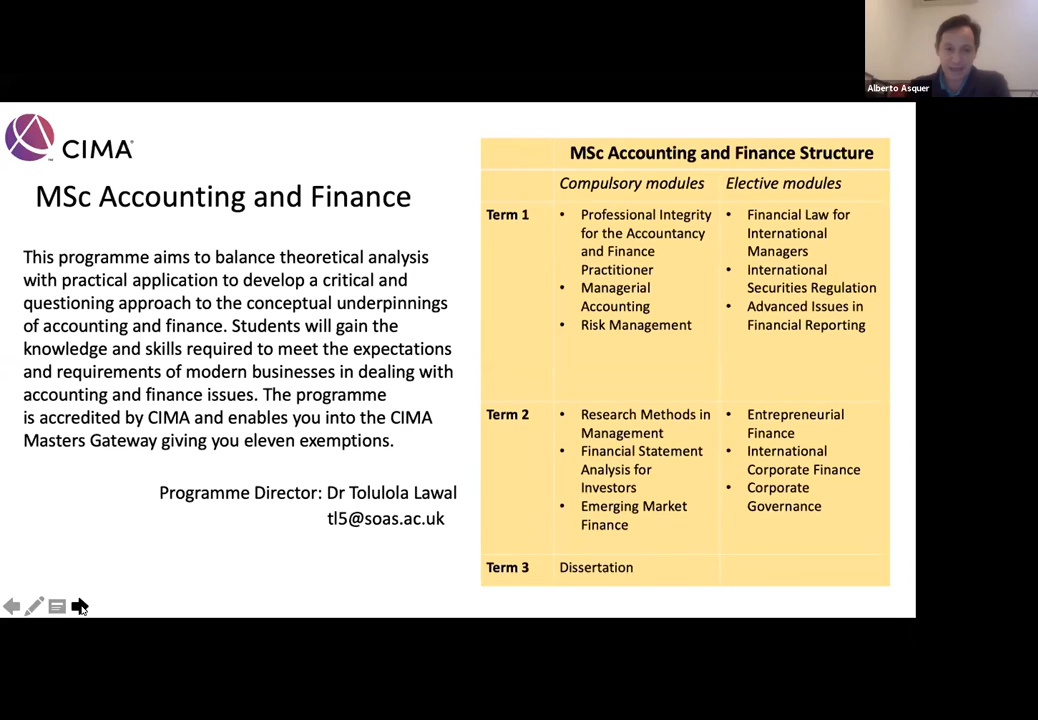 Alberto Asquer
CIMA
MSc Accounting and Finance
This programme aims to balance theoretical analysis
with practical application to develop a critical and
questioning approach to the conceptual underpinnings
of accounting and finance. Students will gain the
knowledge and skills required to meet the expectations
and requirements of modern businesses in dealing with
accounting and finance issues. The programme
is accredited by CIMA and enables you into the CIMA
Masters Gateway giving you eleven exemptions.
Programme Director: Dr Tolulola Lawal
tl5@soas.ac.uk
MSc Accounting and Finance Structure
Compulsory modules
Elective modules
Term 1
• Professional Integrity
for the Accountancy
and Finance
Practitioner
• Managerial
Accounting
• Risk Management
• Financial Law for
International
Managers
• International
Securities Regulation
• Advanced Issues in
Financial Reporting
Term 2
• Research Methods in
Management
• Financial Statement
Analysis for
Investors
• Emerging Market
Finance
• Entrepreneurial
Finance
• International
Corporate Finance
• Corporate
Governance
Term 3
Dissertation